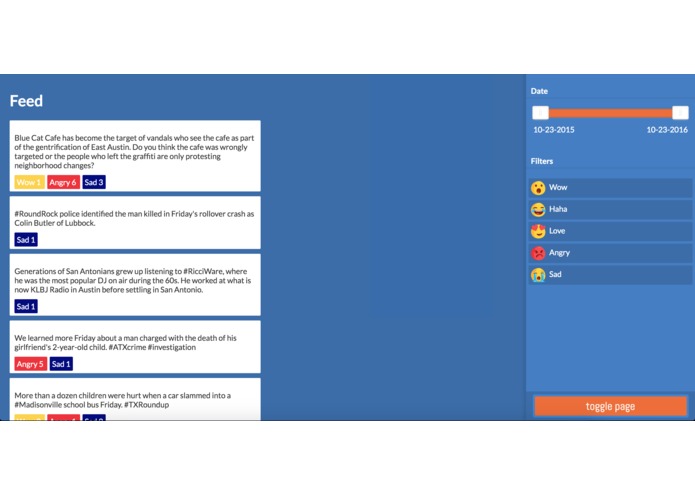 Feed
Blue Cat Cafe has become the target of vandals who see the cafe as part
of the gentrification of East Austin. Do you think the cafe was wrongly
targeted or the people who left the graffiti are only protesting
neighborhood changes?
Wow 1 Angry 6 Sad 3
#RoundRock police identified the man killed in Friday's rollover crash as
Colin Butler of Lubbock.
Sad 1
Generations of San Antonians grew up listening to #RicciWare, where
he was the most popular DJ on air during the 60s. He worked at what is
now KLBJ Radio in Austin before settling in San Antonio.
Sad 1
We learned more Friday about a man charged with the death of his
girlfriend's 2-year-old child. #ATXcrime #investigation
Angry 5 Sad 1
More than a dozen children were hurt when a car slammed into a
#Madisonville school bus Friday. #TXRoundup
Date
10-23-2015 10-23-2016
Filters
Wow
Haha
Love
Angry
Sad
toggle page